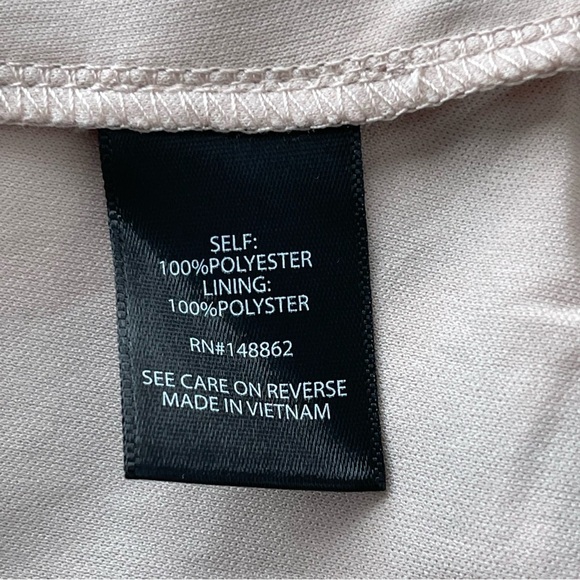 SELF:
100%POLYESTER
LINING:
100%POLYSTER
RN#148862
SEE CARE ON REVERSE
MADE IN VIETNAM